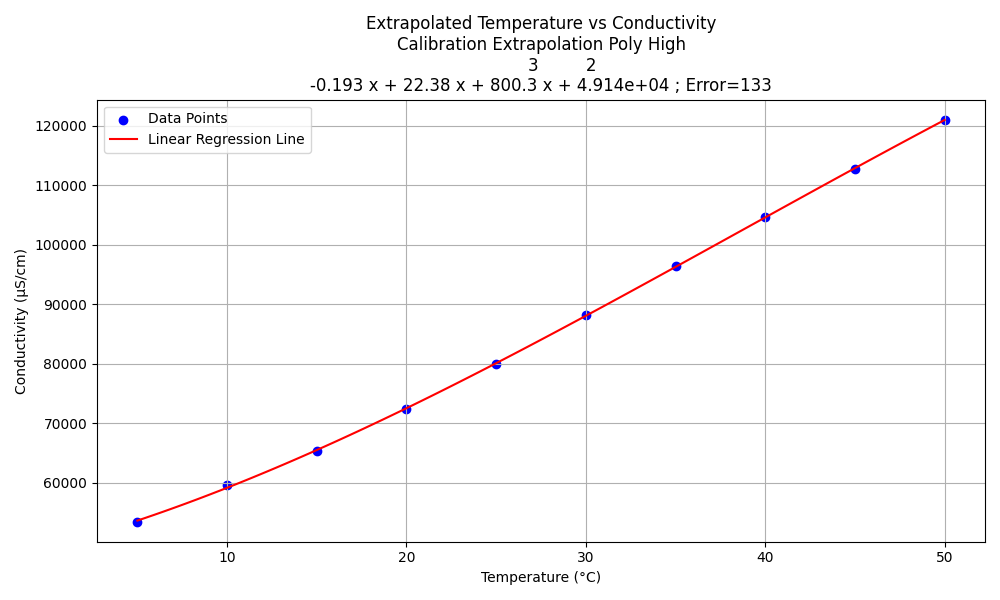 Extrapolated Temperature vs Conductivity
Calibration Extrapolation Poly High
3 2
-0.193 x + 22.38 x + 800.3 x + 4.914e+04 ; Error=133
Data Points
Linear Regression Line
120000
110000
100000
90000
80000
70000
60000
Conductivity (µS/cm)
10 20 30 40 50
Temperature (°C)